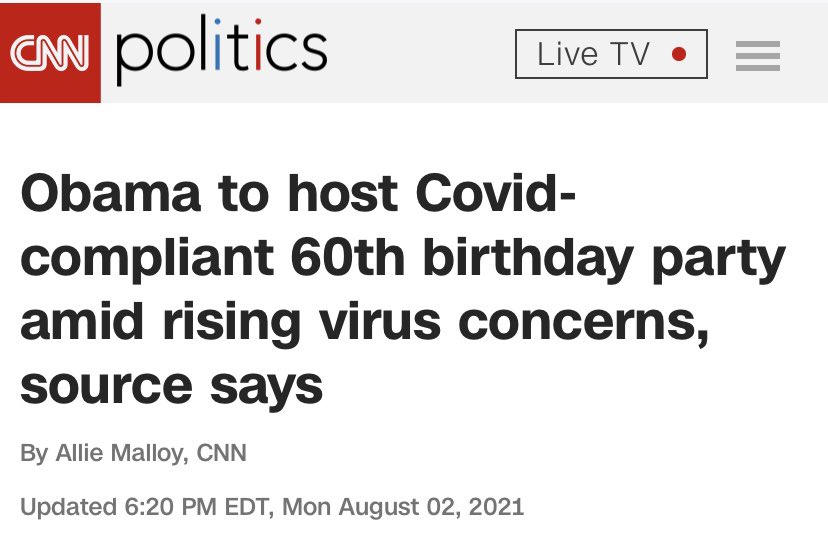 CNN politics Live TV
Obama to host Covid-
compliant 60th birthday party
amid rising virus concerns,
source says
By Allie Malloy, CNN
Updated 6:20 PM EDT, Mon August 02, 2021